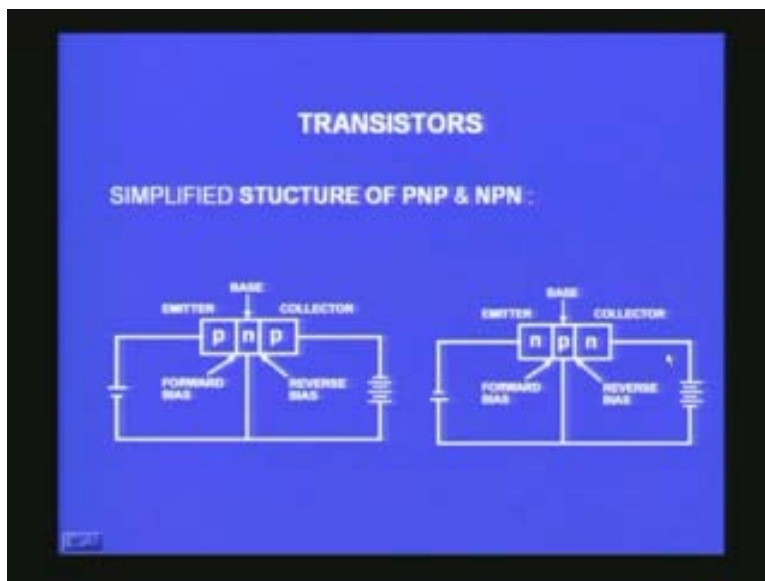 TRANSISTORS
SIMPLIFIED STUCTURE OF PNP & NPN :
BASE
EMITTER COLLECTOR
p n p
FORWARD BIAS
REVERSE BIAS
BASE
EMITTER COLLECTOR
n p n
FORWARD BIAS
REVERSE BIAS